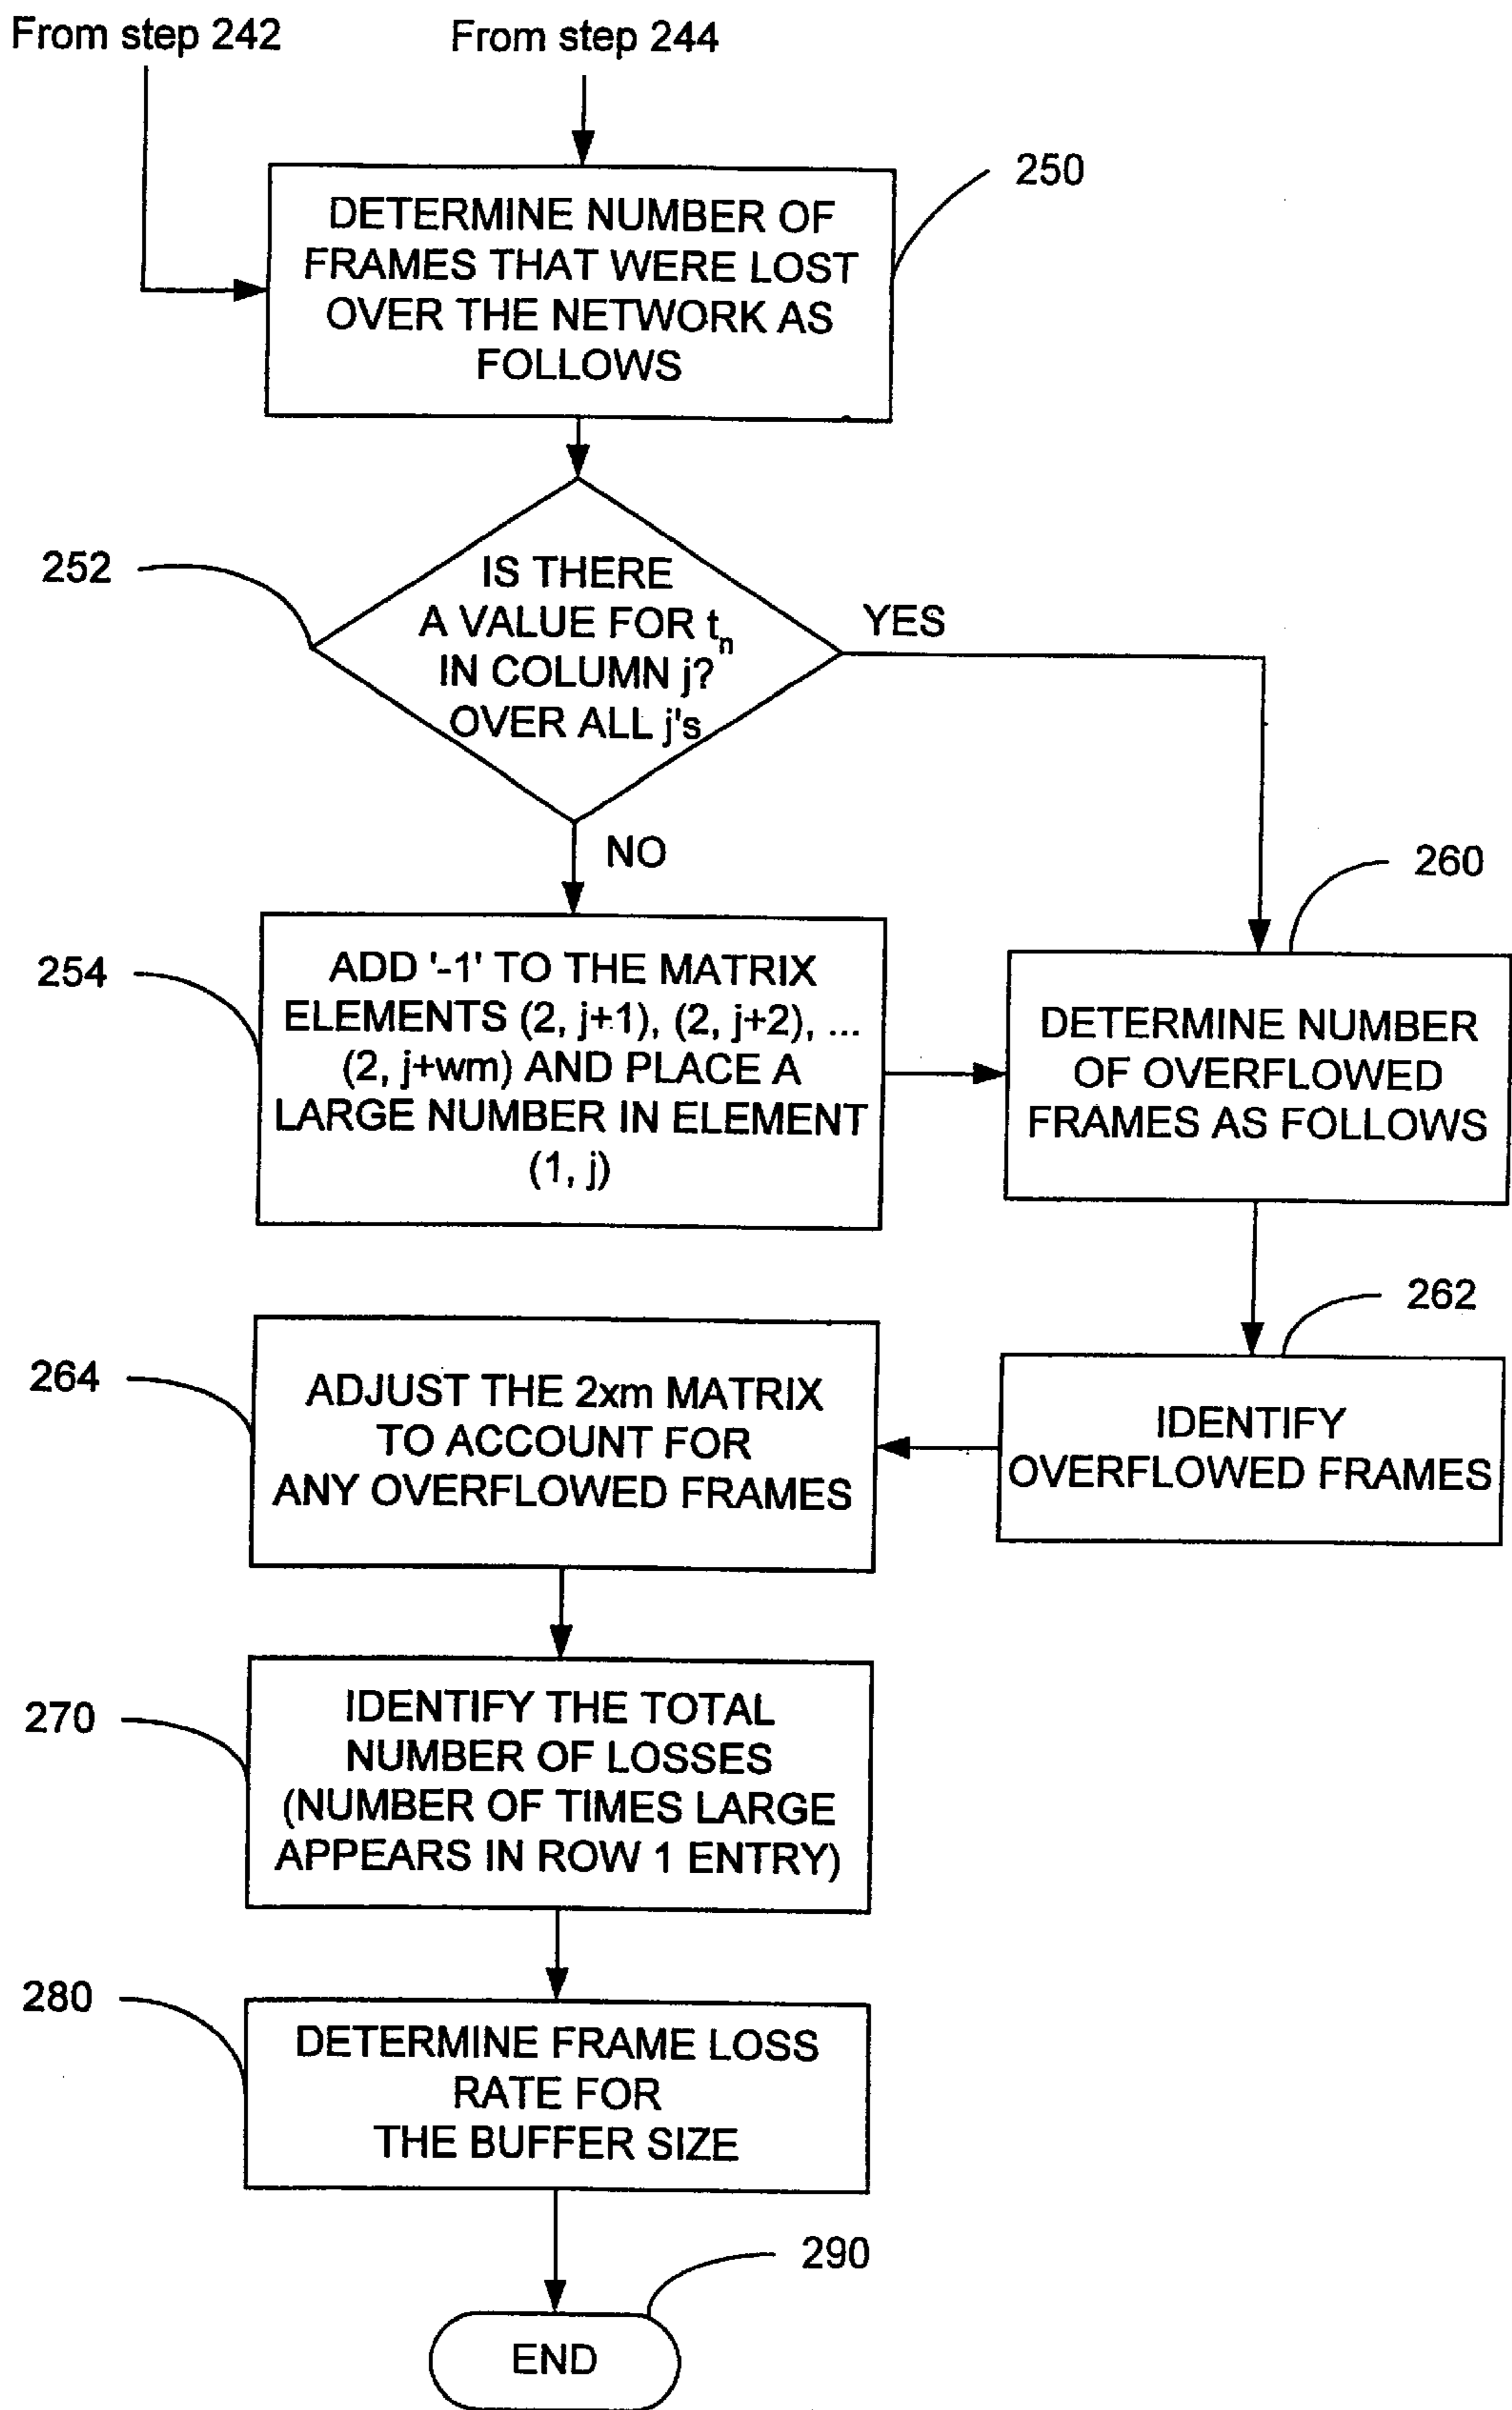 From step 242
From step 244
250
DETERMINE NUMBER OF
FRAMES THAT WERE LOST
OVER THE NETWORK AS
FOLLOWS
252
IS THERE
A VALUE FOR tn
IN COLUMN j?
OVER ALL j's
YES
NO
254
ADD '-1' TO THE MATRIX
ELEMENTS (2, j+1), (2, j+2), ...
(2, j+wm) AND PLACE A
LARGE NUMBER IN ELEMENT
(1, j)
260
DETERMINE NUMBER
OF OVERFLOWED
FRAMES AS FOLLOWS
262
IDENTIFY
OVERFLOWED FRAMES
264
ADJUST THE 2xm MATRIX
TO ACCOUNT FOR
ANY OVERFLOWED FRAMES
270
IDENTIFY THE TOTAL
NUMBER OF LOSSES
(NUMBER OF TIMES LARGE
APPEARS IN ROW 1 ENTRY)
280
DETERMINE FRAME LOSS
RATE FOR
THE BUFFER SIZE
290
END